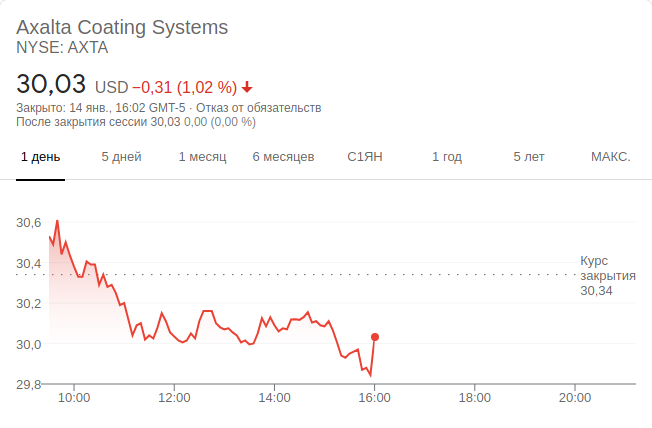 Axalta Coating Systems
NYSE: AXTA
30,03 USD −0,31 (1,02 %)
Закрыто: 14 янв., 16:02 GMT-5 · Отказ от обязательств
После закрытия сессии 30,03 0,00 (0,00 %)
1 день 5 дней 1 месяц 6 месяцев С1ЯН 1 год 5 лет МАКС.
30,6
30,4
30,2
30,0
29,8
Курс
закрытия
30,34
10:00 12:00 14:00 16:00 18:00 20:00